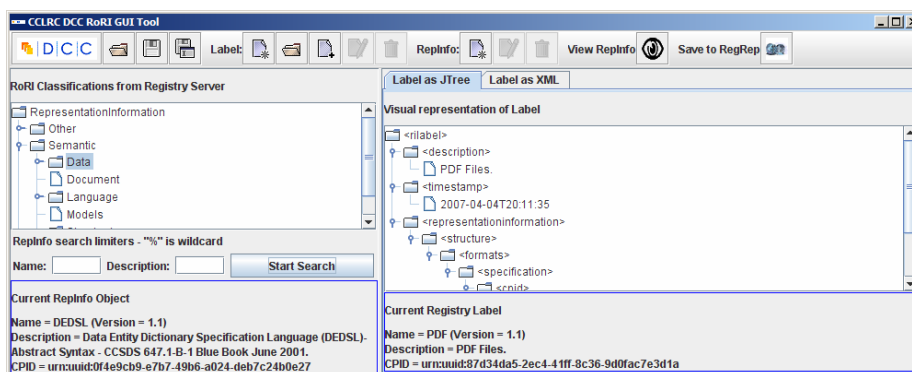 CCLRC DCC RoRI GUI Tool
D C C Label: RepInfo: View RepInfo Save to RegRep
RoRI Classifications from Registry Server
RepresentationInformation
Other
Semantic
Data
Document
Language
Models
RepInfo search limiters - "%" is wildcard
Name: Description: Start Search
Current RepInfo Object
Name = DEDSL (Version = 1.1)
Description = Data Entity Dictionary Specification Language (DEDSL)-
Abstract Syntax - CCSDS 647.1-B-1 Blue Book June 2001.
CPID = urn:uuid:0f4e9cb9-e7b7-49b6-a024-deb7c24b0e27
Label as JTree Label as XML
Visual representation of Label
<rilabel>
<description>
PDF Files.
<timestamp>
2007-04-04T20:11:35
<representationinformation>
<structure>
<formats>
<specification>
<cpid>
Current Registry Label
Name = PDF (Version = 1.1)
Description = PDF Files.
CPID = urn:uuid:87d34da5-2ec4-41ff-8c36-9d0fac7e3d1a